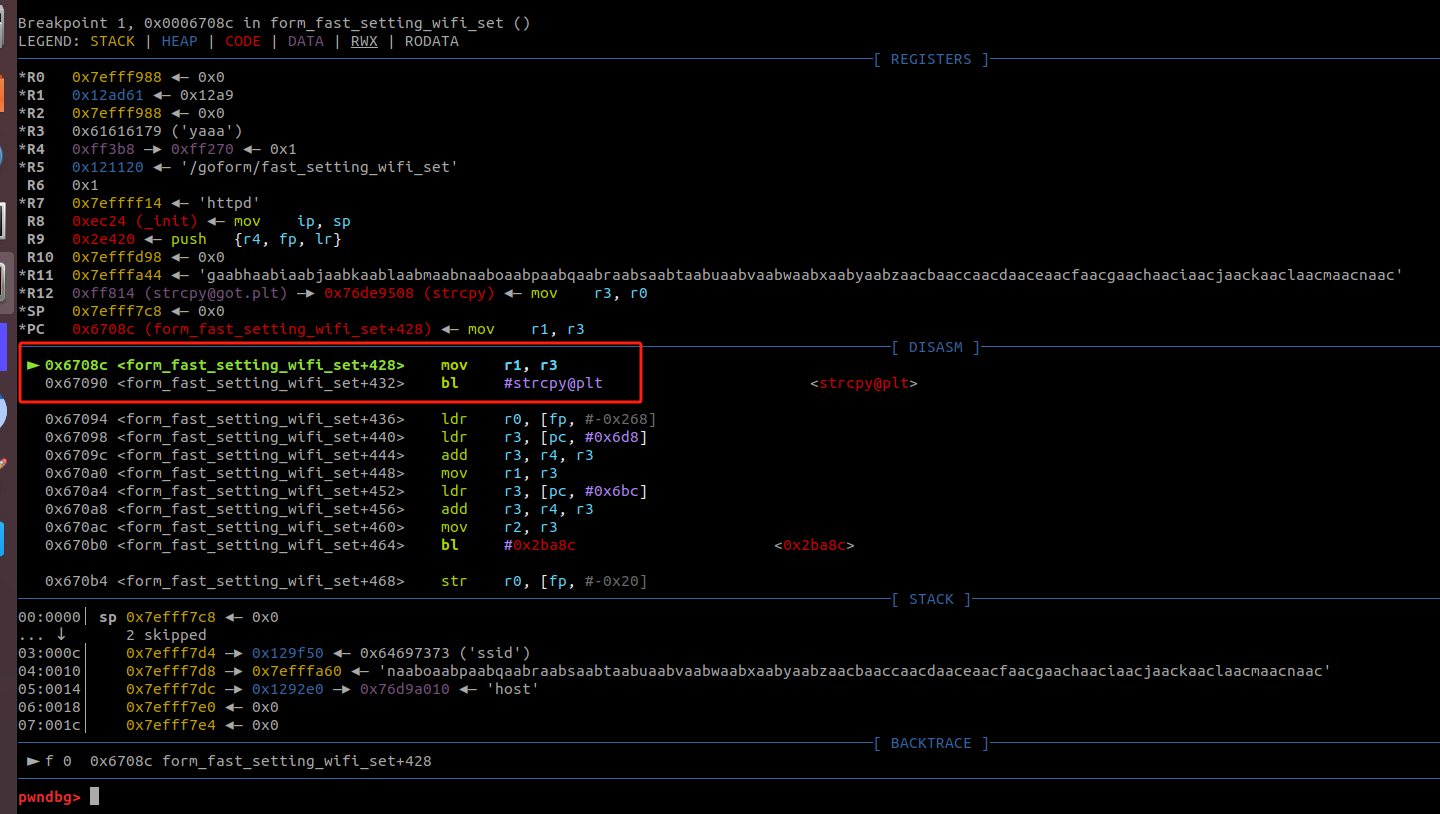 Breakpoint 1, 0x0006708c in form_fast_setting_wifi_set ()
LEGEND: STACK | HEAP | CODE | DATA | RWX | RODATA
[ REGISTERS ]
*R0   0x7efff988 ◂— 0x0
*R1   0x12ad61 ◂— 0x12a9
*R2   0x7efff988 ◂— 0x0
*R3   0x61616179 ('yaaa')
*R4   0xff3b8 —▸ 0xff270 ◂— 0x1
*R5   0x121120 ◂— '/goform/fast_setting_wifi_set'
R6   0x1
*R7   0x7effff14 ◂— 'httpd'
R8   0xec24 (_init) ◂— mov    ip, sp
R9   0x2e420 ◂— push   {r4, fp, lr}
R10  0x7efffd98 ◂— 0x0
*R11  0x7efffa44 ◂— 'gaabhaabiaabjaabkaablaabmaabnaaboaabpaabqaabraabsaabtaabuaabvaabwaabxaabyaabzaacbaaccaacdaaceaacfaacgaachaaciaacjaackaaclaacmaacnaac'
*R12  0xff814 (strcpy@got.plt) —▸ 0x76de9508 (strcpy) ◂— mov    r3, r0
*SP   0x7efff7c8 ◂— 0x0
*PC   0x6708c (form_fast_setting_wifi_set+428) ◂— mov    r1, r3
[ DISASM ]
► 0x6708c <form_fast_setting_wifi_set+428>    mov    r1, r3
0x67090 <form_fast_setting_wifi_set+432>    bl     #strcpy@plt                       <strcpy@plt>
0x67094 <form_fast_setting_wifi_set+436>    ldr    r0, [fp, #-0x268]
0x67098 <form_fast_setting_wifi_set+440>    ldr    r3, [pc, #0x6d8]
0x6709c <form_fast_setting_wifi_set+444>    add    r3, r4, r3
0x670a0 <form_fast_setting_wifi_set+448>    mov    r1, r3
0x670a4 <form_fast_setting_wifi_set+452>    ldr    r3, [pc, #0x6bc]
0x670a8 <form_fast_setting_wifi_set+456>    add    r3, r4, r3
0x670ac <form_fast_setting_wifi_set+460>    mov    r2, r3
0x670b0 <form_fast_setting_wifi_set+464>    bl     #0x2ba8c                      <0x2ba8c>
0x670b4 <form_fast_setting_wifi_set+468>    str    r0, [fp, #-0x20]
[ STACK ]
00:0000│ sp 0x7efff7c8 ◂— 0x0
... ↓     2 skipped
03:000c│    0x7efff7d4 —▸ 0x129f50 ◂— 0x64697373 ('ssid')
04:0010│    0x7efff7d8 —▸ 0x7efffa60 ◂— 'naaboaabpaabqaabraabsaabtaabuaabvaabwaabxaabyaabzaacbaaccaacdaaceaacfaacgaachaaciaacjaackaaclaacmaacnaac'
05:0014│    0x7efff7dc —▸ 0x1292e0 —▸ 0x76d9a010 ◂— 'host'
06:0018│    0x7efff7e0 ◂— 0x0
07:001c│    0x7efff7e4 ◂— 0x0
[ BACKTRACE ]
► f 0  0x6708c form_fast_setting_wifi_set+428
pwndbg>